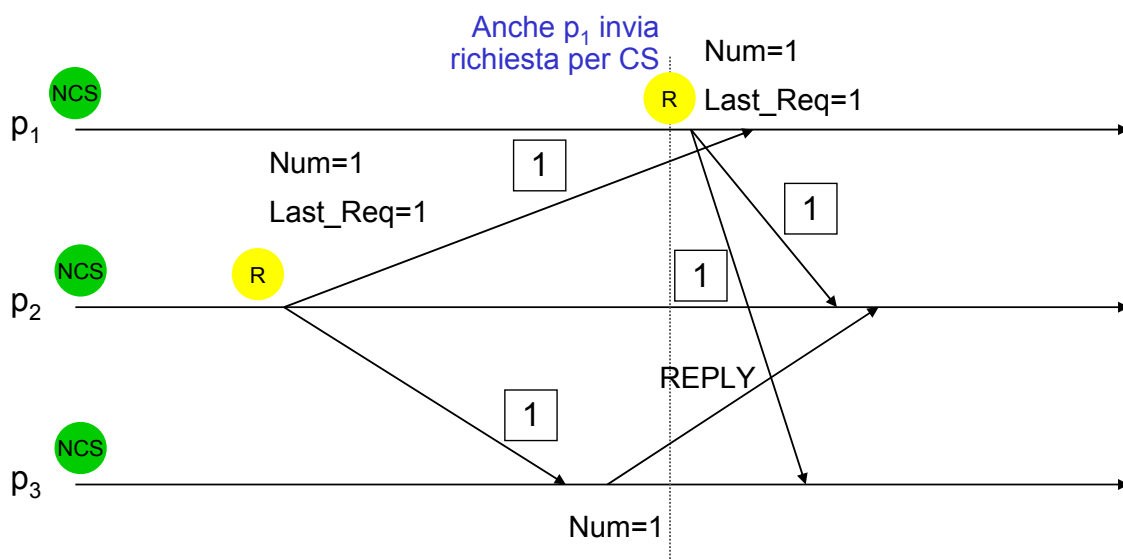 Anche p1 invia
richiesta per CS
Num=1
Last_Req=1
NCS
R
p1
Num=1
Last_Req=1
1
1
NCS
R
1
p2
REPLY
1
NCS
p3
Num=1